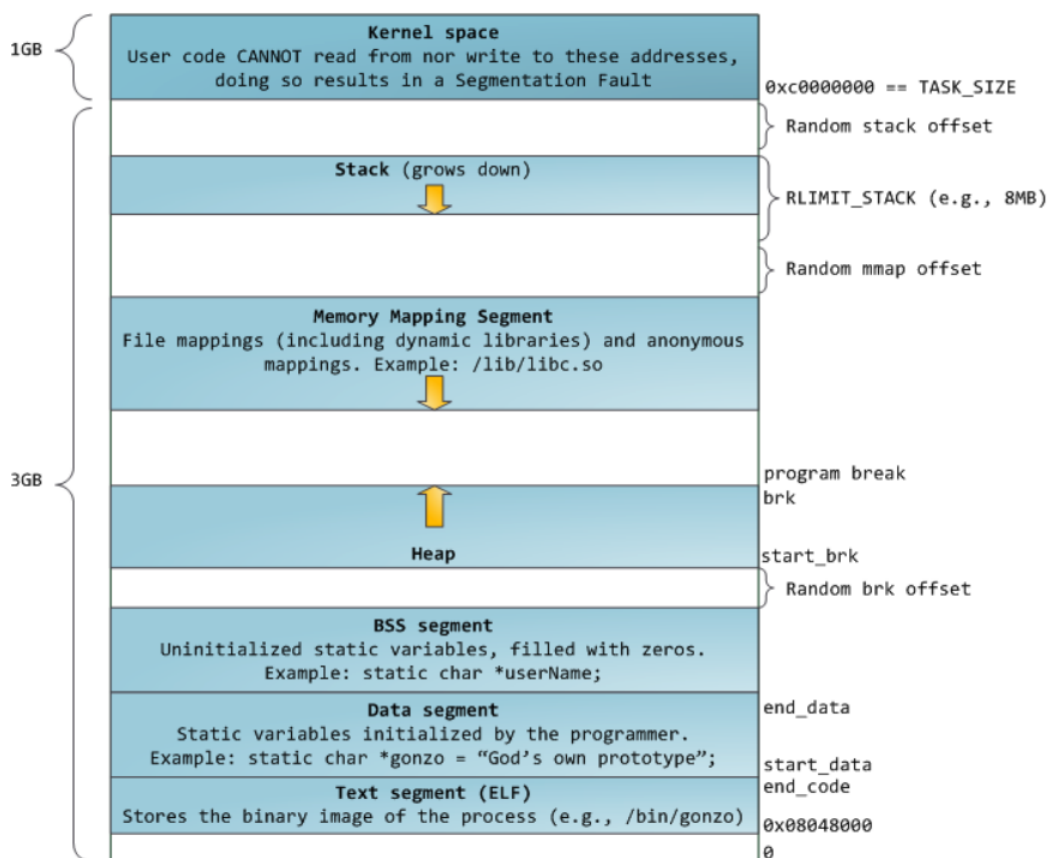 1GB
Kernel space
User code CANNOT read from nor write to these addresses,
doing so results in a Segmentation Fault
0xc0000000 == TASK_SIZE
Random stack offset
Stack (grows down)
RLIMIT_STACK (e.g., 8MB)
Random mmap offset
Memory Mapping Segment
File mappings (including dynamic libraries) and anonymous
mappings. Example: /lib/libc.so
3GB
program break
brk
Heap
start_brk
Random brk offset
BSS segment
Uninitialized static variables, filled with zeros.
Example: static char *userName;
end_data
Data segment
Static variables initialized by the programmer.
Example: static char *gonzo = “God’s own prototype”;
start_data
end_code
Text segment (ELF)
Stores the binary image of the process (e.g., /bin/gonzo)
0x08048000
0